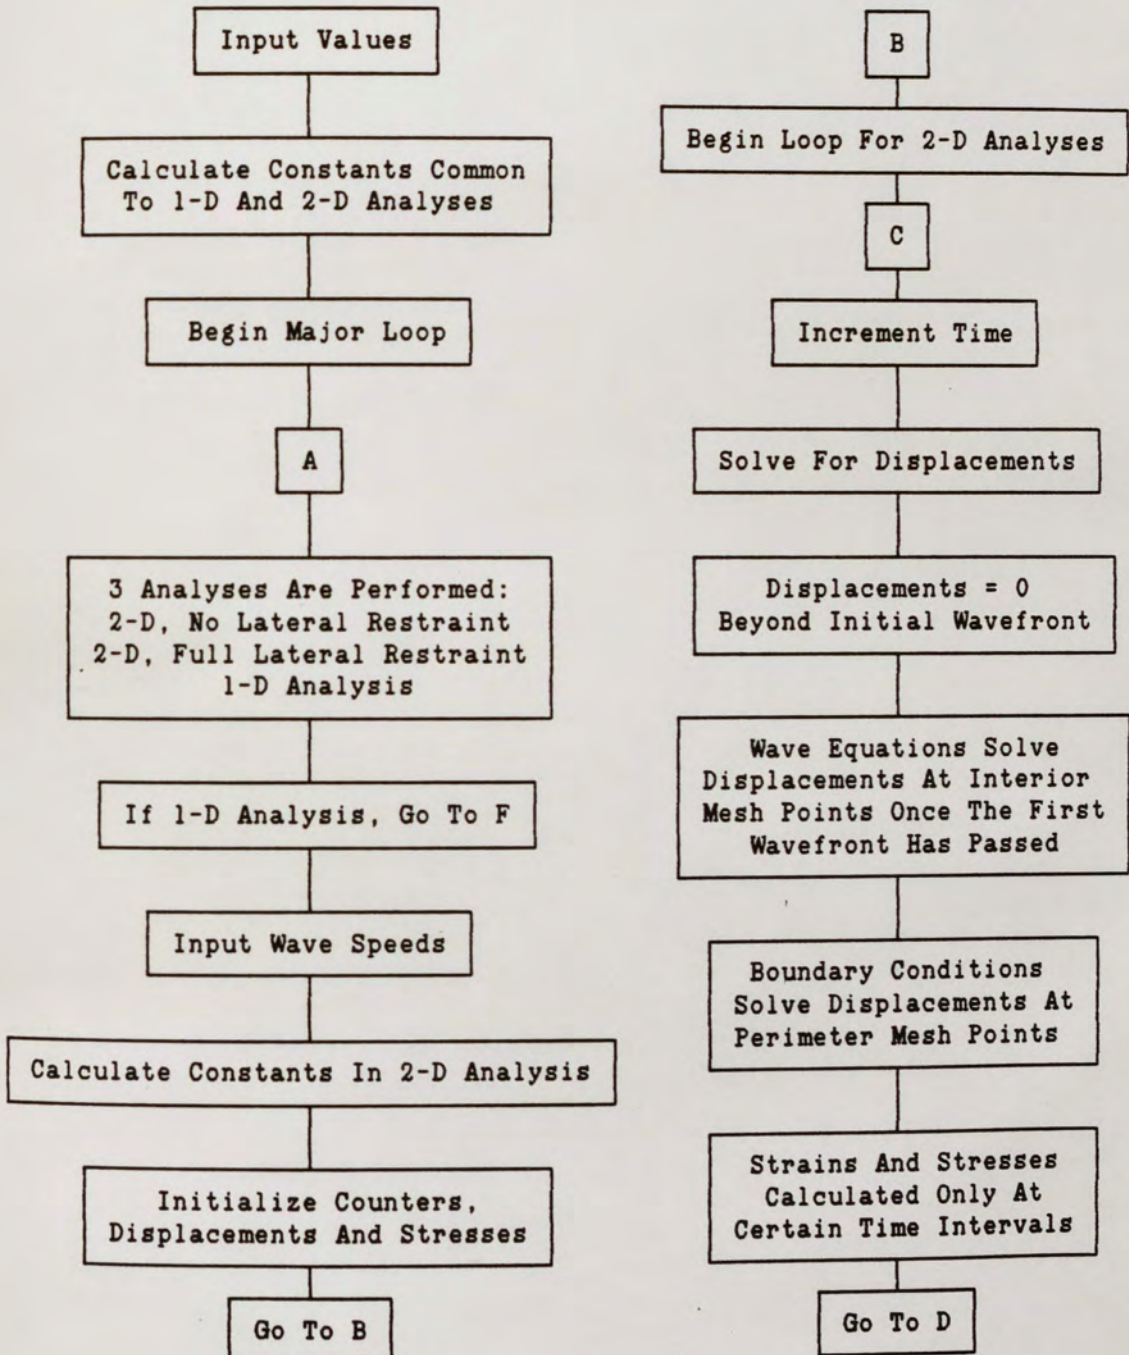 Input Values
Calculate Constants Common
To 1-D And 2-D Analyses
Begin Major Loop
A
3 Analyses Are Performed:
2-D, No Lateral Restraint
2-D, Full Lateral Restraint
1-D Analysis
If 1-D Analysis, Go To F
Input Wave Speeds
Calculate Constants In 2-D Analysis
Initialize Counters,
Displacements And Stresses
Go To B
B
Begin Loop For 2-D Analyses
C
Increment Time
Solve For Displacements
Displacements = 0
Beyond Initial Wavefront
Wave Equations Solve
Displacements At Interior
Mesh Points Once The First
Wavefront Has Passed
Boundary Conditions
Solve Displacements At
Perimeter Mesh Points
Strains And Stresses
Calculated Only At
Certain Time Intervals
Go To D